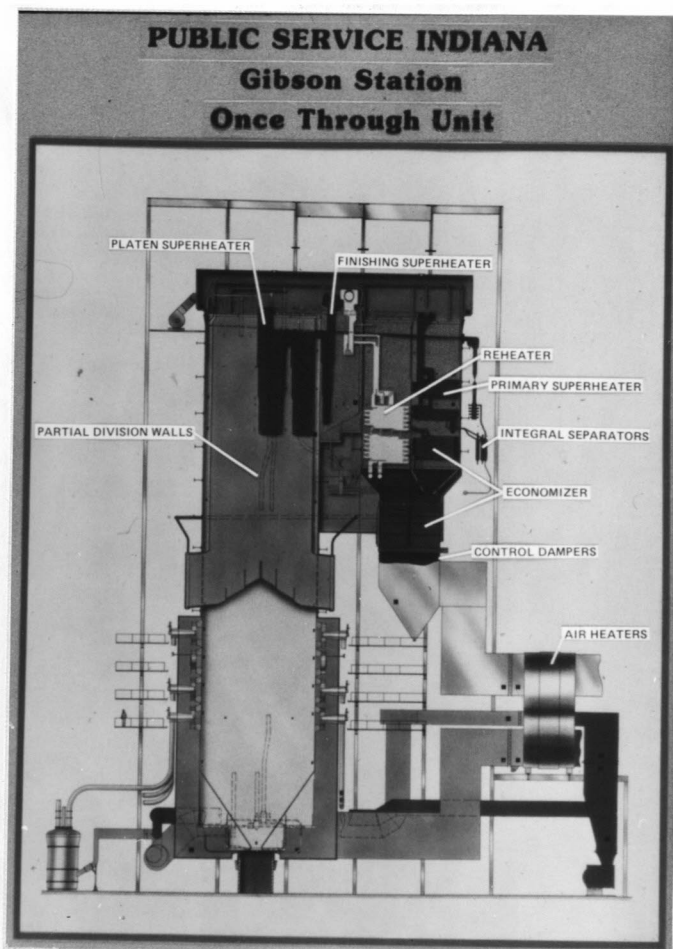 PUBLIC SERVICE INDIANA
Gibson Station
Once Through Unit
PLATEN SUPERHEATER
FINISHING SUPERHEATER
REHEATER
PRIMARY SUPERHEATER
PARTIAL DIVISION WALLS
INTEGRAL SEPARATORS
ECONOMIZER
CONTROL DAMPERS
AIR HEATERS